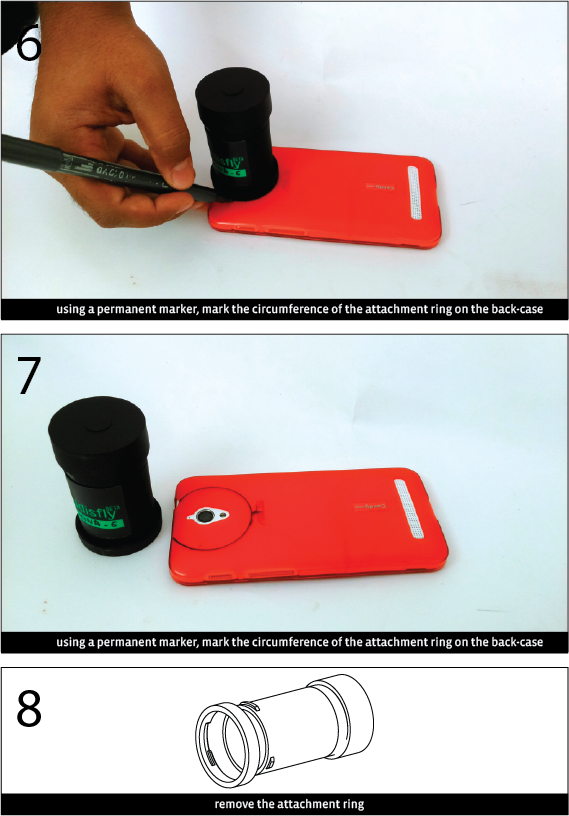 6
using a permanent marker, mark the circumference of the attachment ring on the back-case
7
using a permanent marker, mark the circumference of the attachment ring on the back-case
8
remove the attachment ring